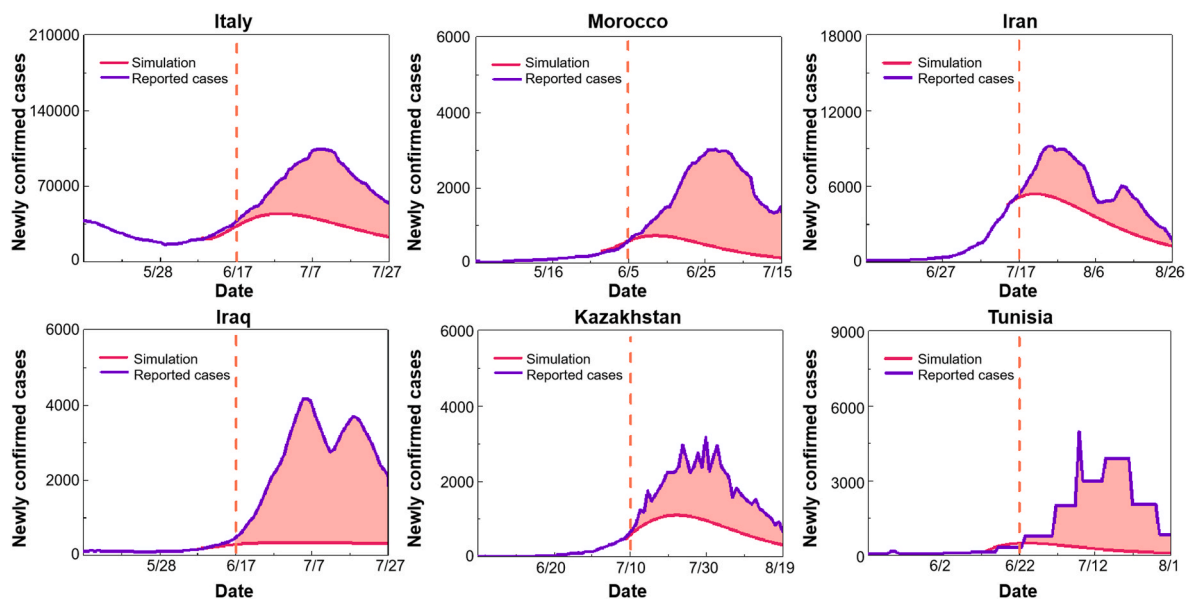 Italy
210000
140000
70000
0
Newly confirmed cases
Simulation
Reported cases
5/28
6/17
7/7
7/27
Date
Morocco
6000
4000
2000
0
Newly confirmed cases
Simulation
Reported cases
5/16
6/5
6/25
7/15
Date
Iran
18000
12000
6000
0
Newly confirmed cases
Simulation
Reported cases
6/27
7/17
8/6
8/26
Date
Iraq
6000
4000
2000
0
Newly confirmed cases
Simulation
Reported cases
5/28
6/17
7/7
7/27
Date
Kazakhstan
6000
4000
2000
0
Newly confirmed cases
Simulation
Reported cases
6/20
7/10
7/30
8/19
Date
Tunisia
9000
6000
3000
0
Newly confirmed cases
Simulation
Reported cases
6/2
6/22
7/12
8/1
Date